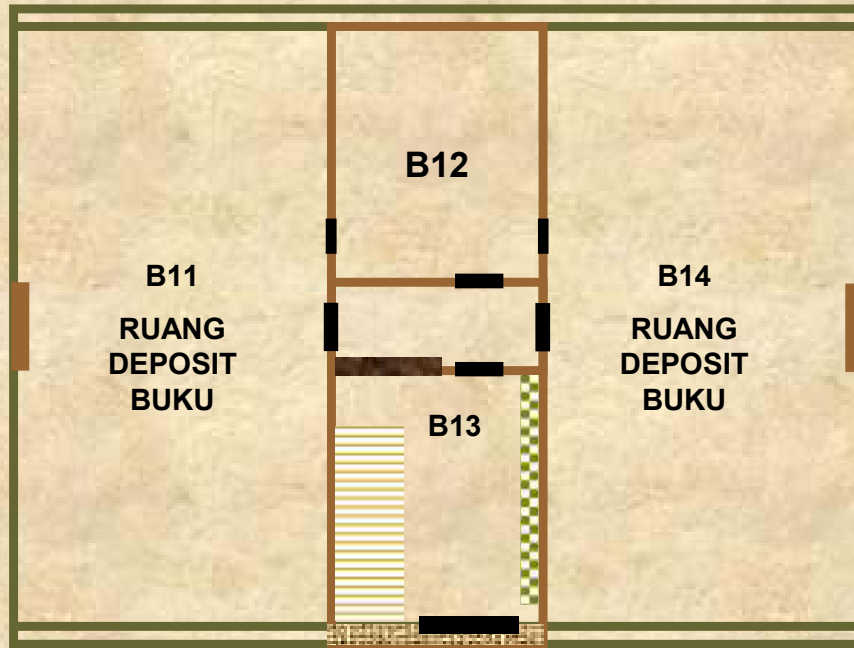 B12
B11
RUANG
DEPOSIT
BUKU
B14
RUANG
DEPOSIT
BUKU
B13